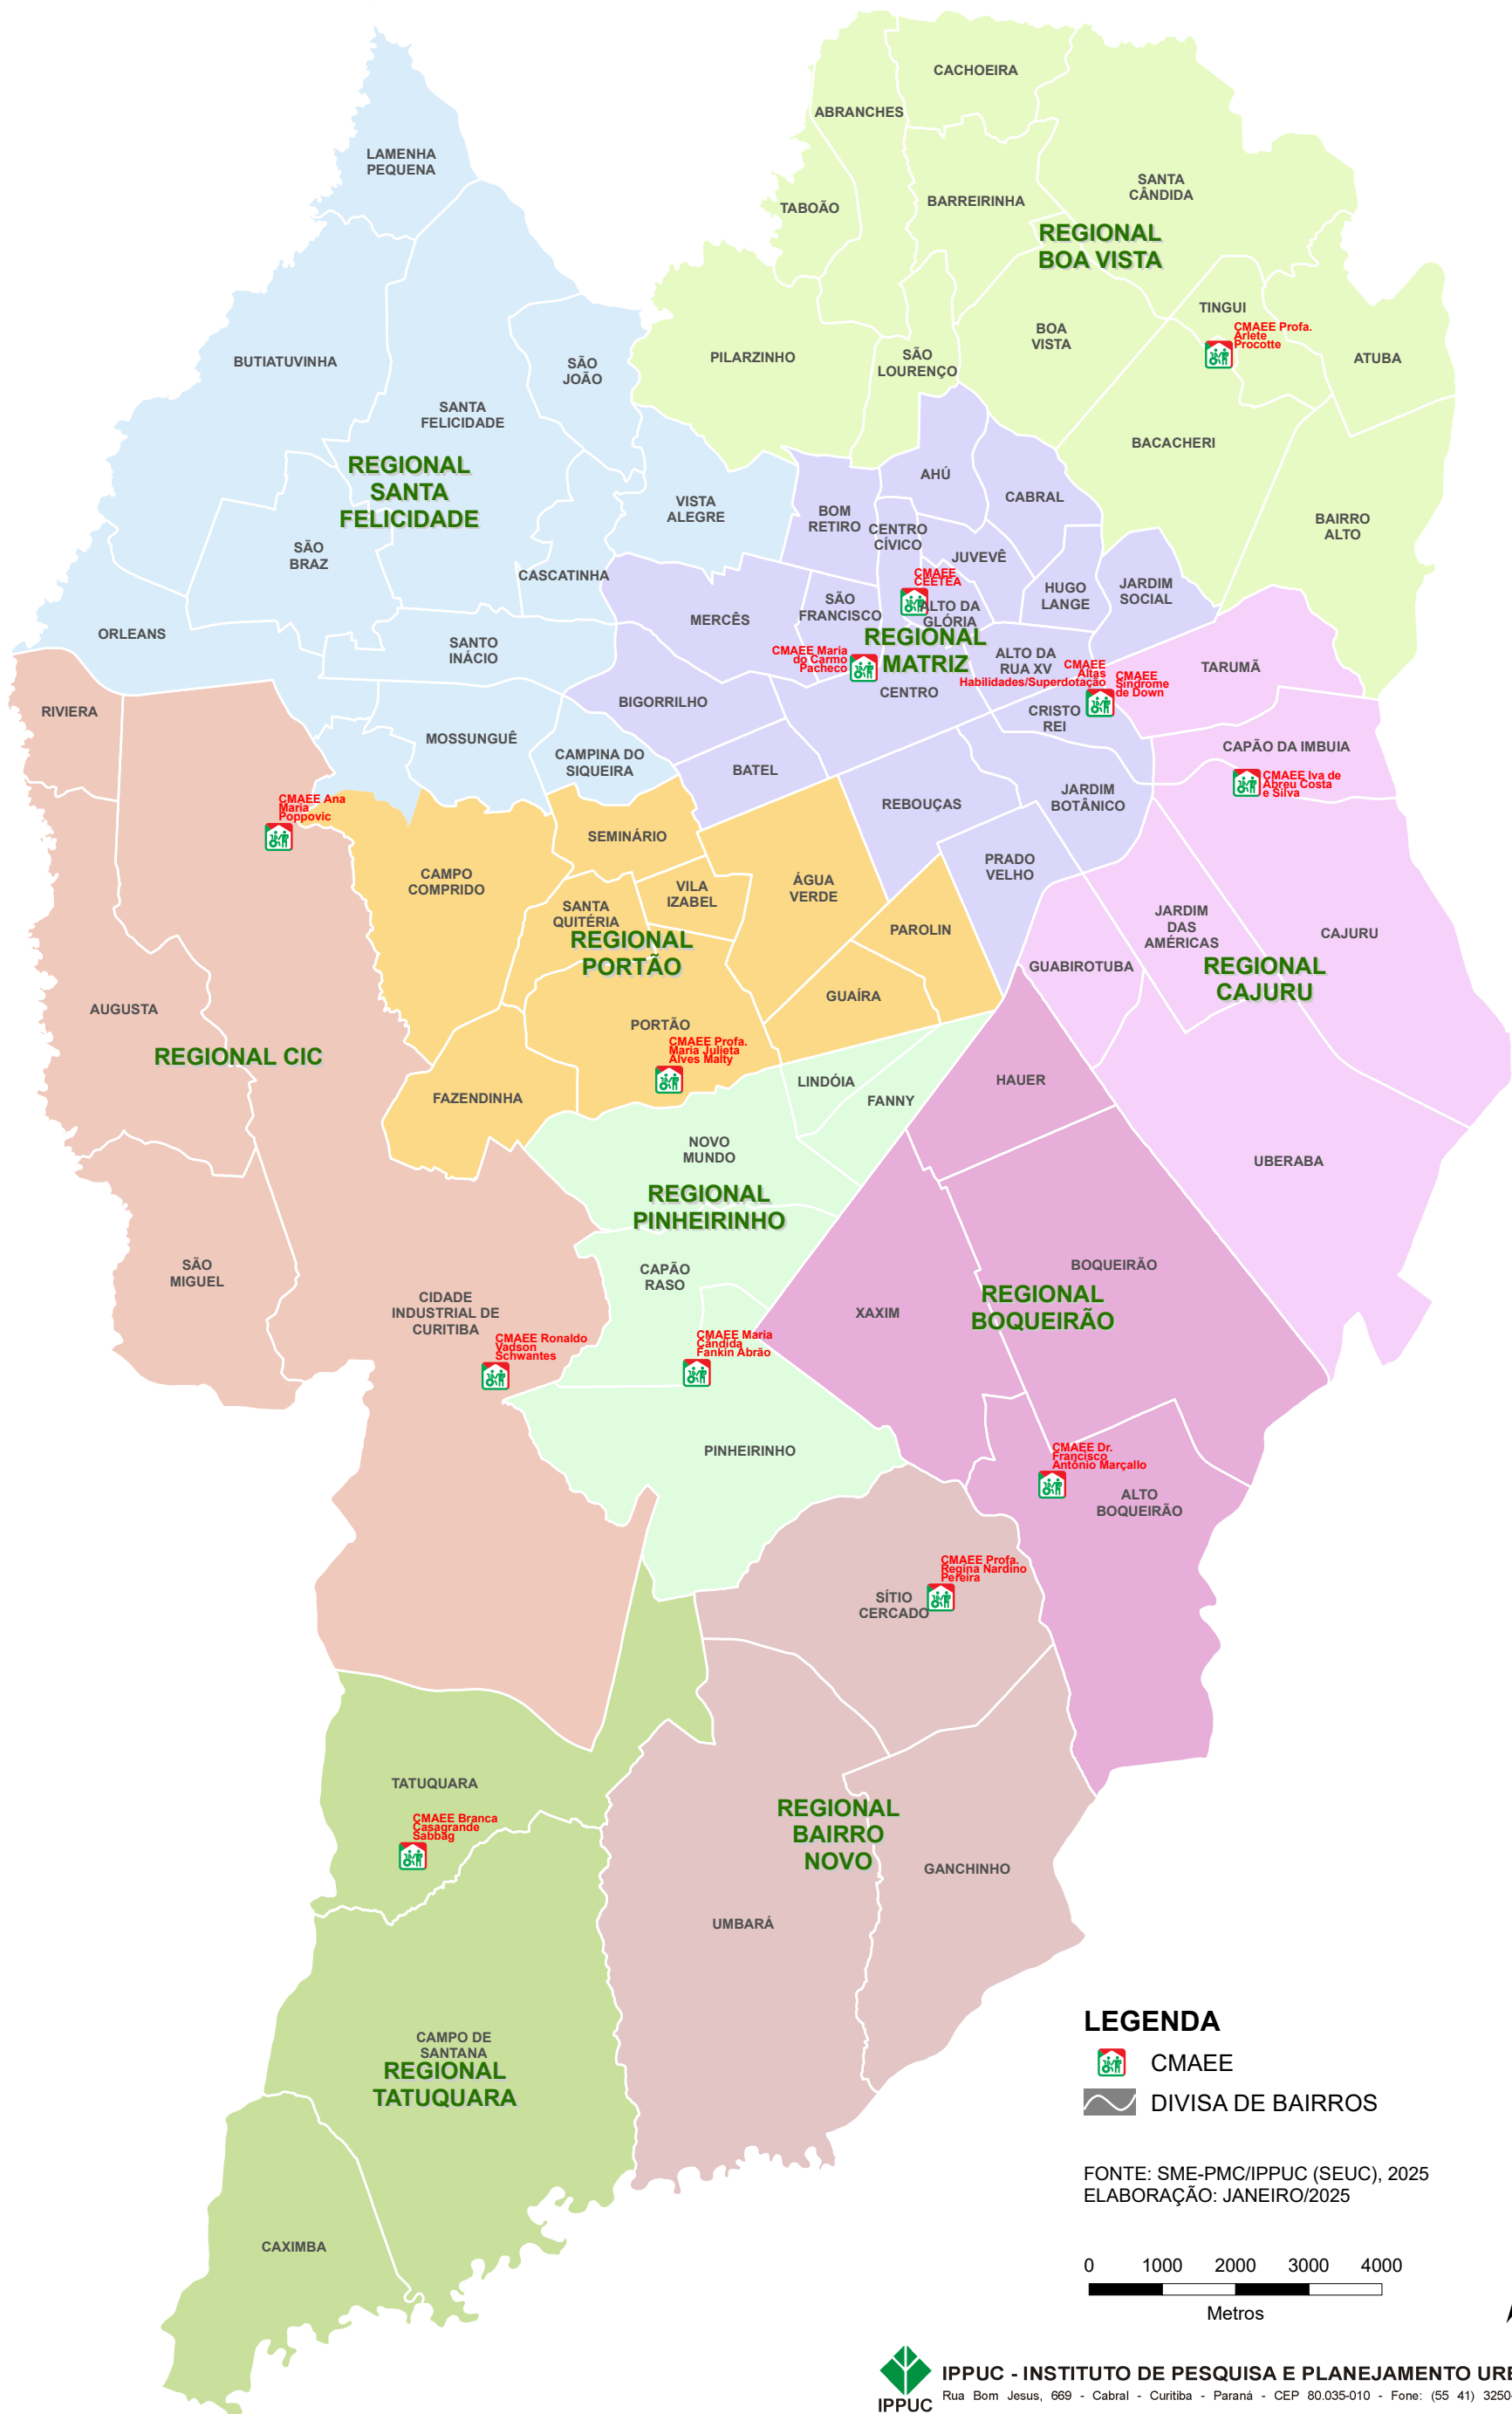 CACHOEIRA
ABRANCHES
LAMENHA
PEQUENA
SANTA
CÂNDIDA
BARREIRINHA
TABOÃO
REGIONAL
BOA VISTA
TINGUI
CMAEE Profa.
Arlete
Procotte
BOA
VISTA
ATUBA
PILARZINHO
SÃO
LOURENÇO
BUTIATUVINHA
SÃO
JOÃO
SANTA
FELICIDADE
BACACHERI
REGIONAL
SANTA
FELICIDADE
AHÚ
CABRAL
VISTA
ALEGRE
BOM
RETIRO
CENTRO
CÍVICO
BAIRRO
ALTO
SÃO
BRAZ
JUVEVÊ
CASCATINHA
CMAEE
CEETEA
HUGO
LANGE
JARDIM
SOCIAL
MERCÊS
SÃO
FRANCISCO
ALTO DA
GLÓRIA
ORLEANS
SANTO
INÁCIO
REGIONAL
MATRIZ
CMAEE Maria
do Carmo
Pacheco
ALTO DA
RUA XV
CMAEE
Altas
Habilidades/Superdotação
CMAEE
Síndrome
de Down
TARUMÃ
CENTRO
BIGORRILHO
RIVIERA
CRISTO
REI
MOSSUNGUÊ
CAMPINA DO
SIQUEIRA
BATEL
CAPÃO DA IMBUIA
CMAEE Iva de
Abreu Costa
e Silva
REBOUÇAS
JARDIM
BOTÂNICO
CMAEE Ana
Maria
Poppovic
SEMINÁRIO
CAMPO
COMPRIDO
VILA
IZABEL
ÁGUA
VERDE
PRADO
VELHO
SANTA
QUITÉRIA
PAROLIN
JARDIM
DAS
AMÉRICAS
CAJURU
REGIONAL
PORTÃO
GUABIROTUBA
REGIONAL
CAJURU
GUAÍRA
AUGUSTA
PORTÃO
CMAEE Profa.
Maria Julieta
Alves Malty
REGIONAL CIC
LINDÓIA
HAUER
FAZENDINHA
FANNY
NOVO
MUNDO
UBERABA
REGIONAL
PINHEIRINHO
SÃO
MIGUEL
CAPÃO
RASO
BOQUEIRÃO
REGIONAL
BOQUEIRÃO
CIDADE
INDUSTRIAL DE
CURITIBA
XAXIM
CMAEE Ronaldo
Vadson
Schwantes
CMAEE Maria
Cândida
Fankin Abrão
PINHEIRINHO
CMAEE Dr.
Francisco
Antônio Marçallo
ALTO
BOQUEIRÃO
CMAEE Profa.
Regina Nardino
Pereira
SÍTIO
CERCADO
TATUQUARA
CMAEE Branca
Casagrande
Sabbag
REGIONAL
BAIRRO
NOVO
GANCHINHO
UMBARÁ
CAMPO DE
SANTANA
REGIONAL
TATUQUARA
CAXIMBA
LEGENDA
CMAEE
DIVISA DE BAIRROS
FONTE: SME-PMC/IPPUC (SEUC), 2025
ELABORAÇÃO: JANEIRO/2025
0 1000 2000 3000 4000
Metros
IPPUC
IPPUC - INSTITUTO DE PESQUISA E PLANEJAMENTO
Rua Bom Jesus, 669 - Cabral - Curitiba - Paraná - CEP 80.035-010 - Fone: (55 41)